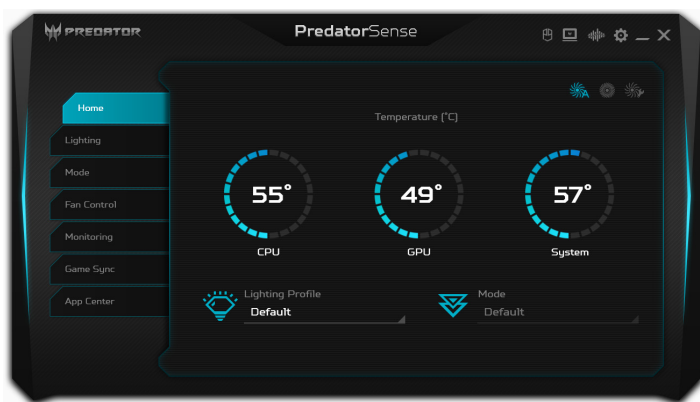 PREDATOR
PredatorSense
Home
Lighting
Mode
Fan Control
Monitoring
Game Sync
App Center
Temperature (°C)
55° 49° 57°
CPU GPU System
Lighting Profile Mode
Default Default